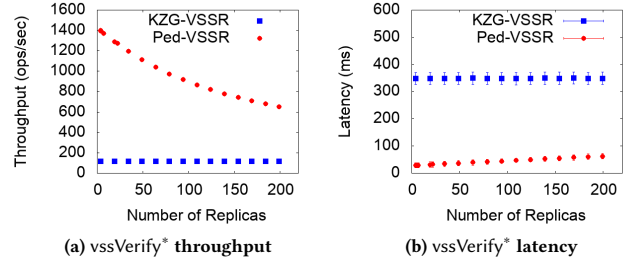 KZG-VSSR
Ped-VSSR
Throughput (ops/sec)
1600
1400
1200
1000
800
600
400
200
0
0 50 100 150 200
Number of Replicas
(a) vssVerify* throughput
KZG-VSSR
Ped-VSSR
Latency (ms)
600
500
400
300
200
100
0
0 50 100 150 200
Number of Replicas
(b) vssVerify* latency